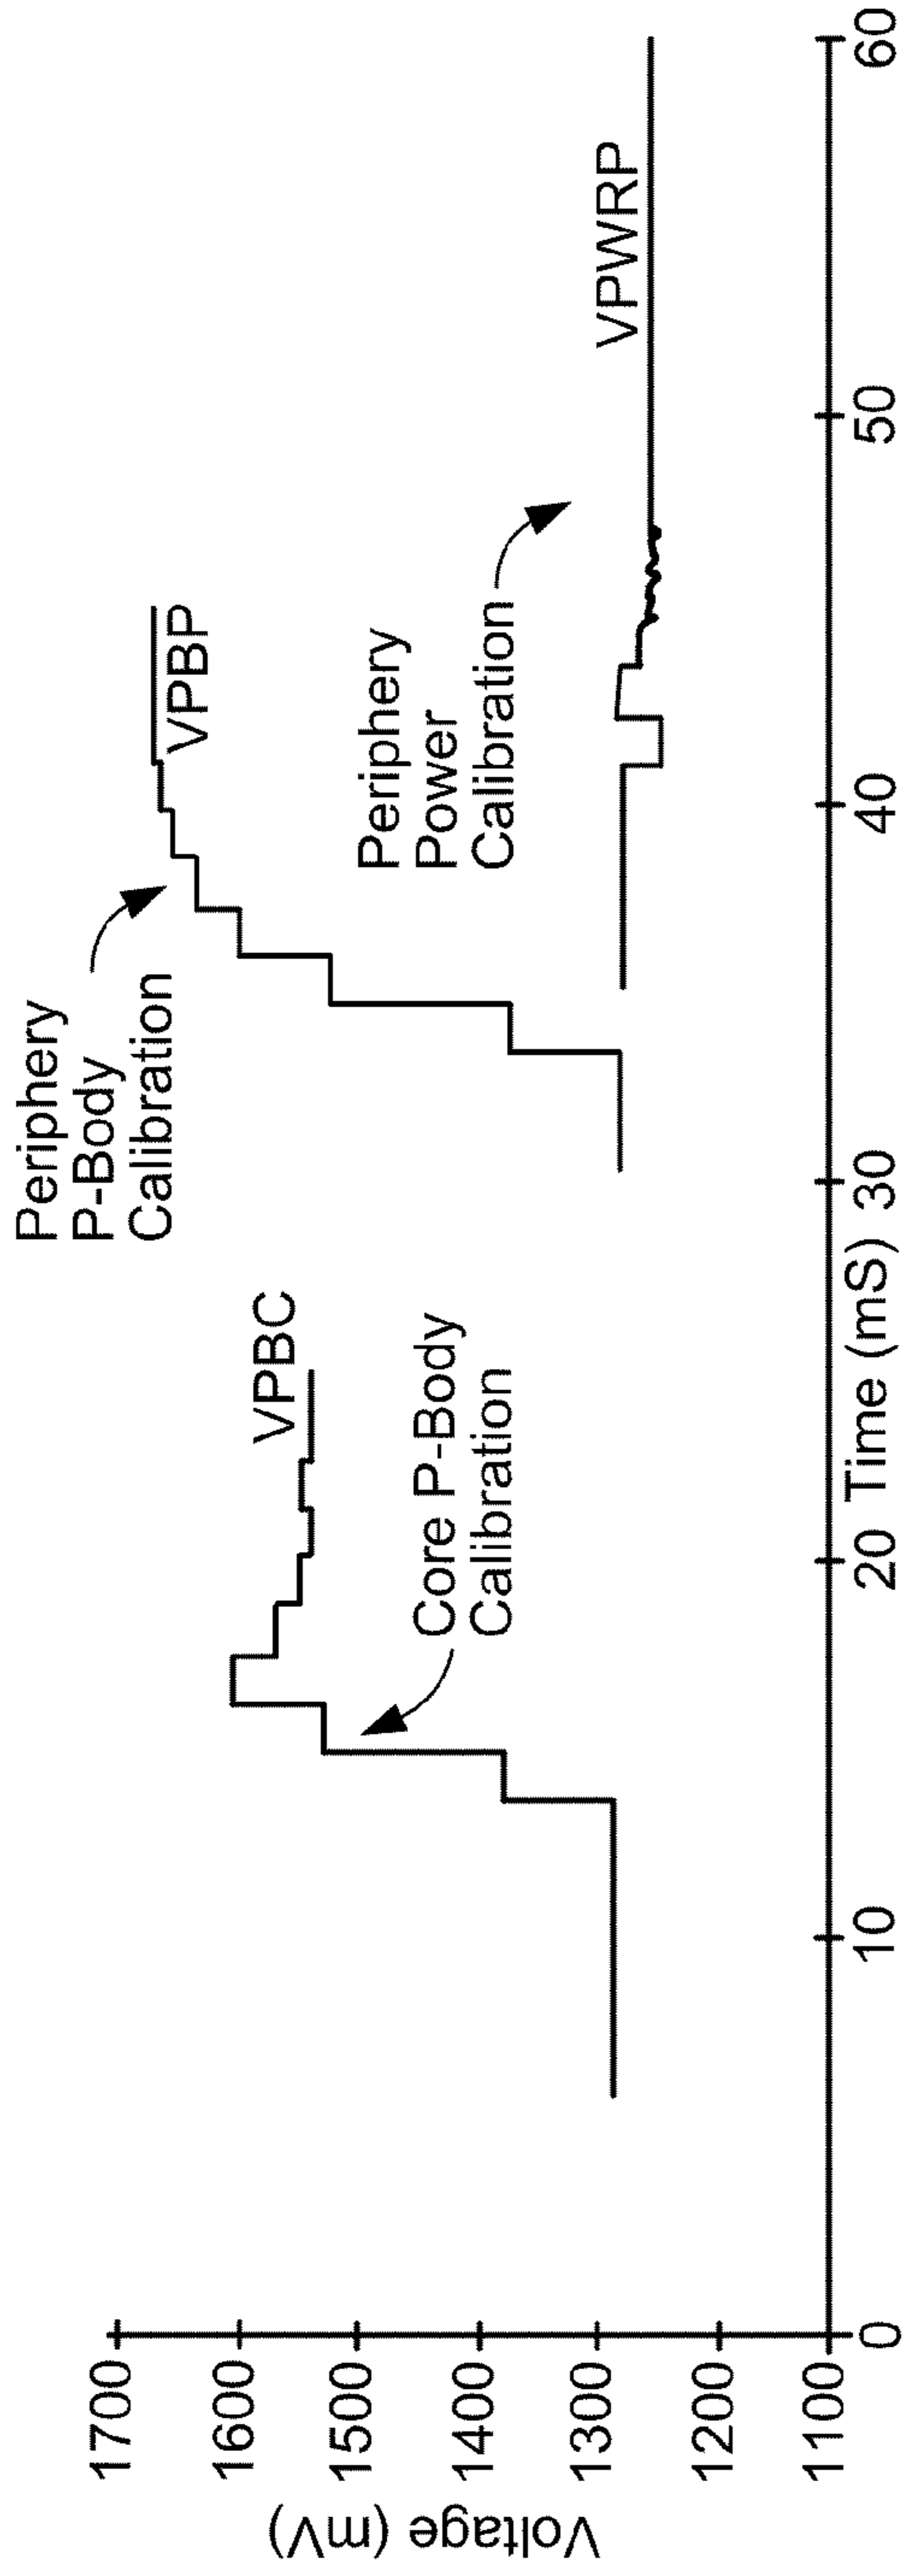 Voltage (mV)
1700
1600
1500
1400
1300
1200
1100
0
10
20
30
40
50
60
Time (mS)
VPBC
Core P-Body
Calibration
Periphery
P-Body
Calibration
VPBP
Periphery
Power
Calibration
VPWRP